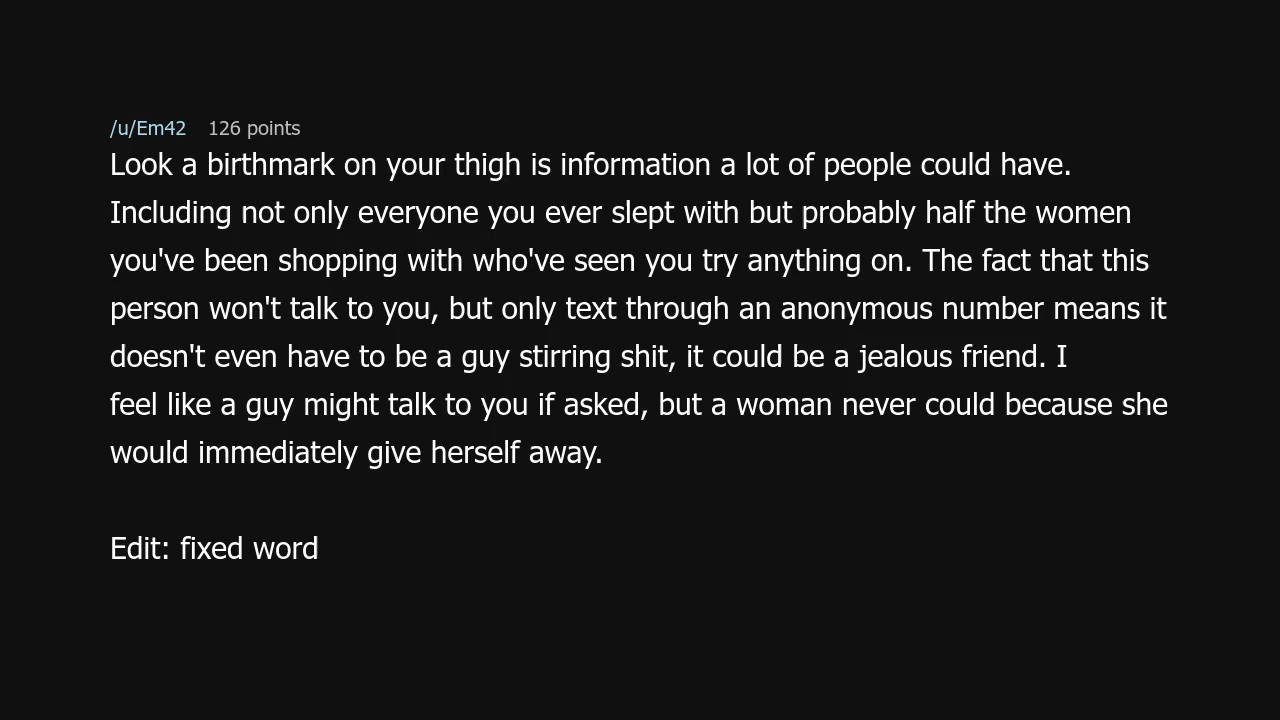 /u/Em42 126 points
Look a birthmark on your thigh is information a lot of people could have.
Including not only everyone you ever slept with but probably half the women
you've been shopping with who've seen you try anything on. The fact that this
person won't talk to you, but only text through an anonymous number means it
doesn't even have to be a guy stirring shit, it could be a jealous friend. I
feel like a guy might talk to you if asked, but a woman never could because she
would immediately give herself away.
Edit: fixed word